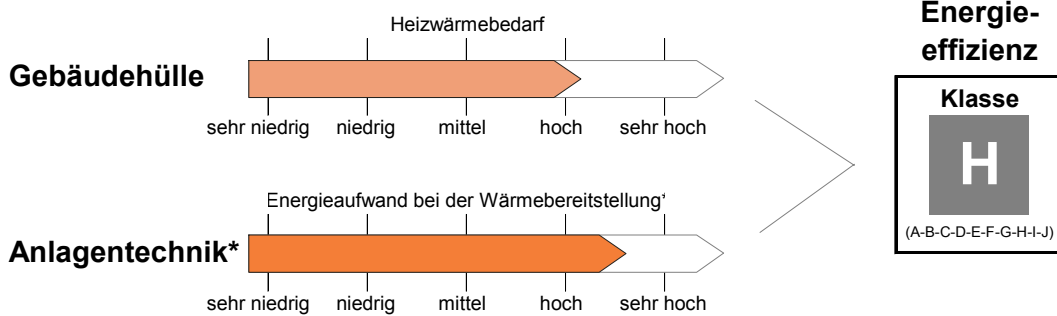 Heizwärmebedarf
Gebäudehülle
sehr niedrig niedrig mittel hoch sehr hoch
Energieaufwand bei der Wärmebereitstellung*
Anlagentechnik*
sehr niedrig niedrig mittel hoch sehr hoch
Energie-
effizienz
Klasse
H
(A-B-C-D-E-F-G-H-I-J)